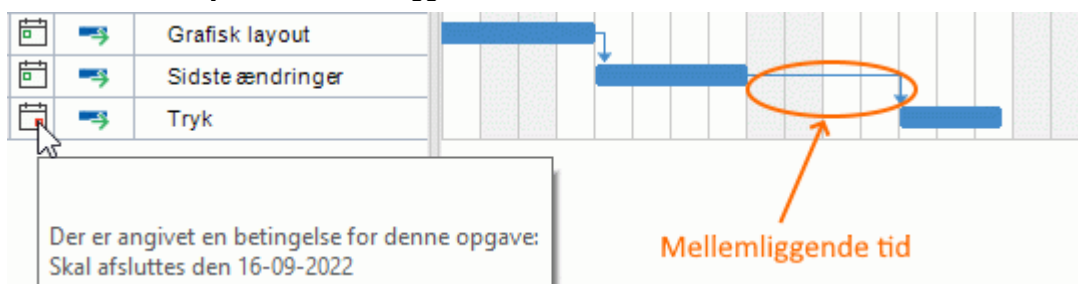 Grafisk layout
Sidste ændringer
Tryk
Der er angivet en betingelse for denne opgave:
Skal afsluttes den 16-09-2022
Mellemliggende tid